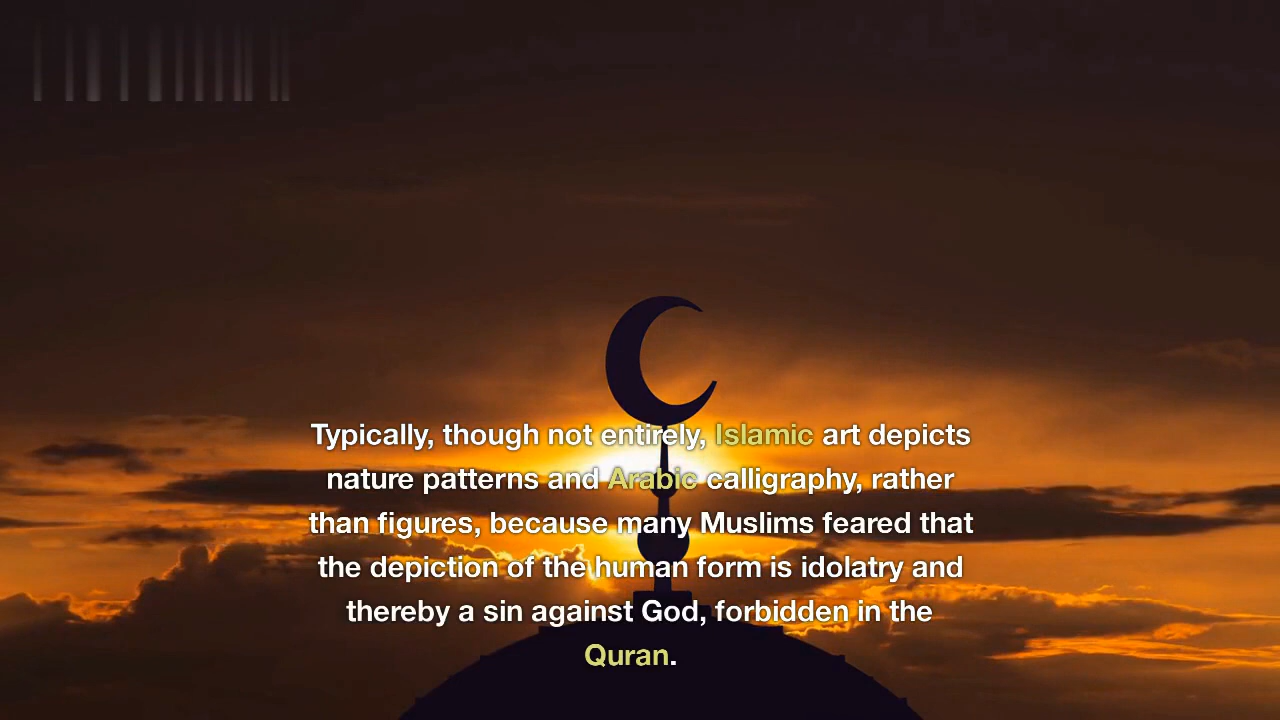 Typically, though not entirely, Islamic art depicts
nature patterns and Arabic calligraphy, rather
than figures, because many Muslims feared that
the depiction of the human form is idolatry and
thereby a sin against God, forbidden in the
Quran.